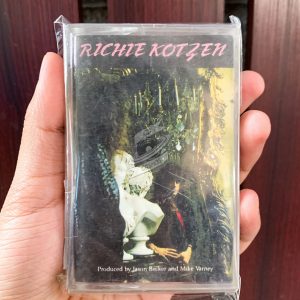 RICHIE KOTZEN
Produced by Jason Becker and Mike Varney